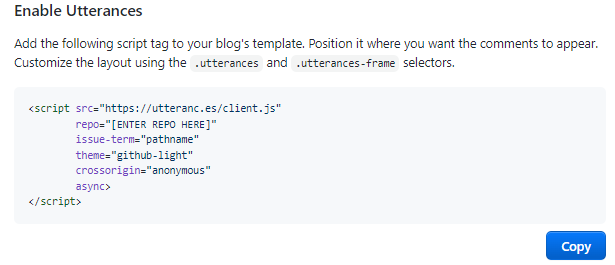 Enable Utterances
Add the following script tag to your blog's template. Position it where you want the comments to appear.
Customize the layout using the .utterances and .utterances-frame selectors.
<script src="https://utteranc.es/client.js"
        repo="[ENTER REPO HERE]"
        issue-term="pathname"
        theme="github-light"
        crossorigin="anonymous"
        async>
</script>
Copy